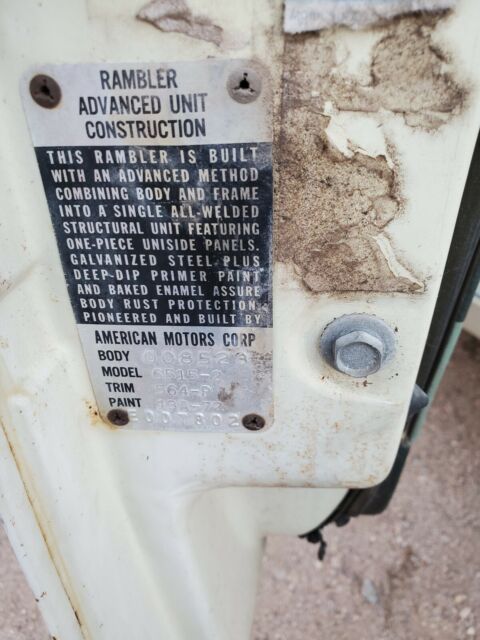 RAMBLER
ADVANCED UNIT
CONSTRUCTION
THIS RAMBLER IS BUILT
WITH AN ADVANCED METHOD
COMBINING BODY AND FRAME
INTO A SINGLE ALL-WELDED
STRUCTURAL UNIT FEATURING
ONE-PIECE UNISIDE PANELS.
GALVANIZED STEEL PLUS
DEEP-DIP PRIMER PAINT
AND BAKED ENAMEL ASSURE
BODY RUST PROTECTION.
PIONEERED AND BUILT BY
AMERICAN MOTORS CORP
BODY
MODEL
TRIM
PAINT
E007802